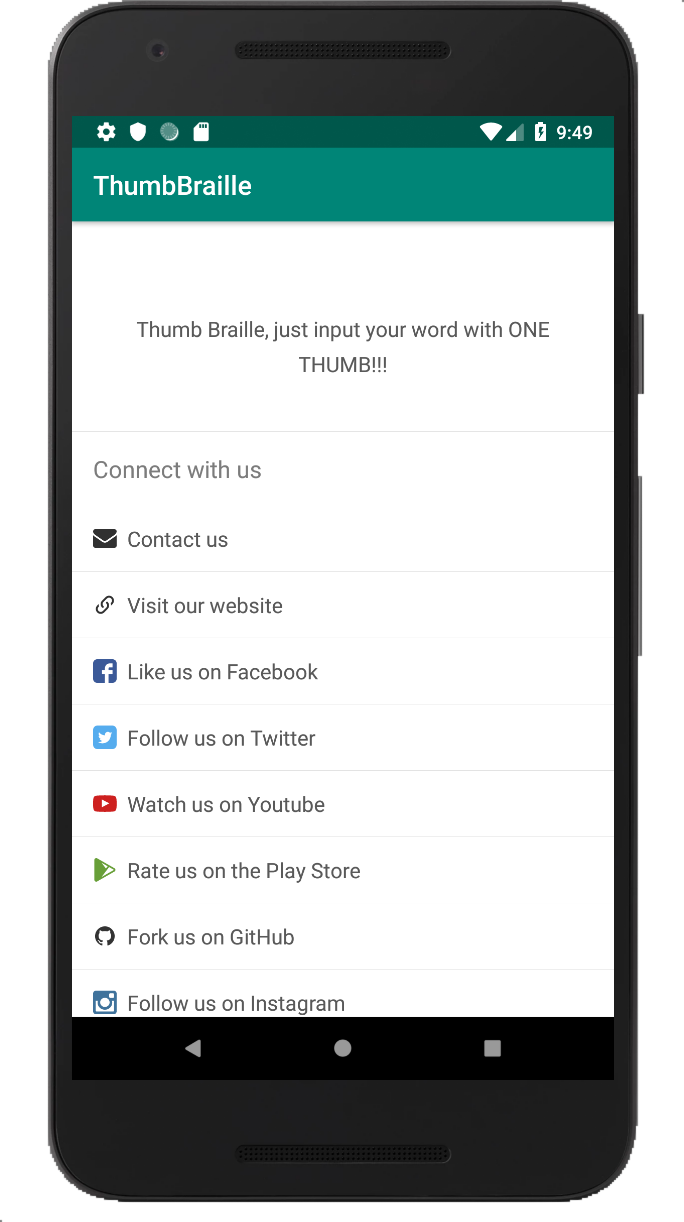 9:49
ThumbBraille
Thumb Braille, just input your word with ONE
THUMB!!!
Connect with us
Contact us
Visit our website
Like us on Facebook
Follow us on Twitter
Watch us on Youtube
Rate us on the Play Store
Fork us on GitHub
Follow us on Instagram